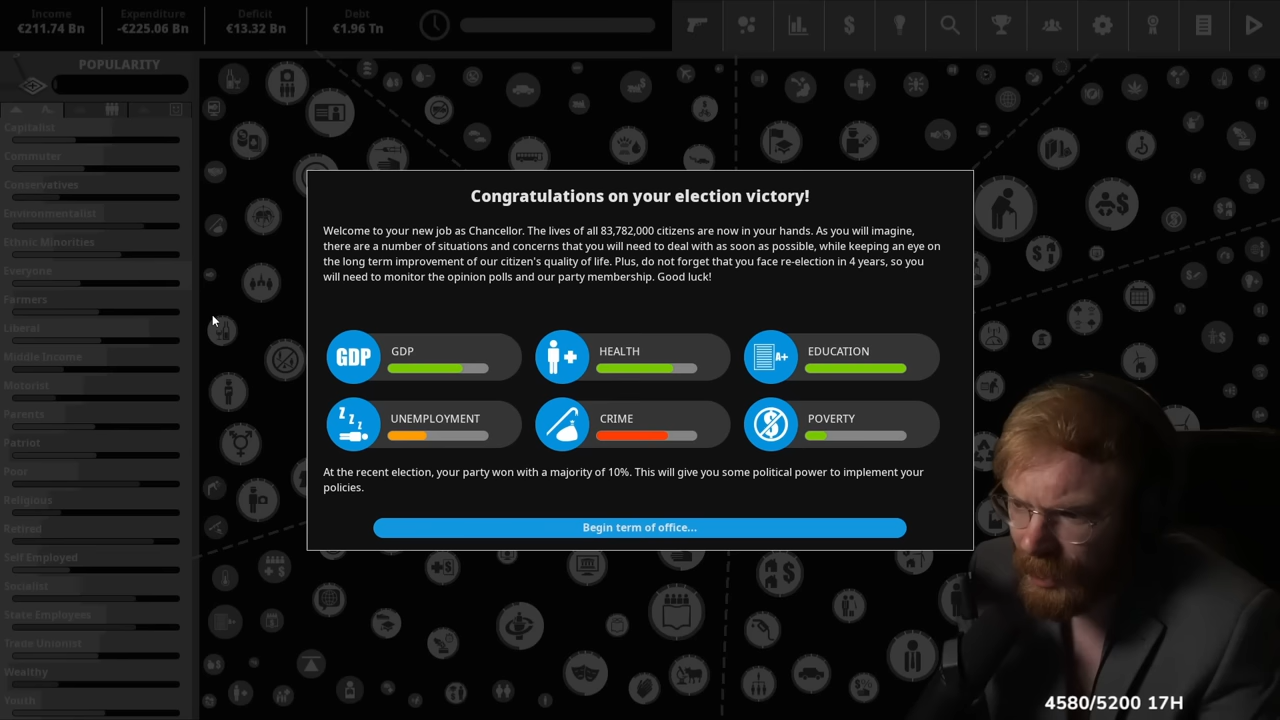 Income
€211.74 Bn
Expenditure
-€225.06 Bn
Deficit
€13.32 Bn
Debt
€1.96 Tn
POPULARITY
Capitalist
Commuter
Conservatives
Environmentalist
Ethnic Minorities
Everyone
Farmers
Liberal
Middle Income
Motorist
Parents
Patriot
Poor
Religious
Retired
Self Employed
Socialist
State Employees
Trade Unionist
Wealthy
Youth
Congratulations on your election victory!
Welcome to your new job as Chancellor. The lives of all 83,782,000 citizens are now in your hands. As you will imagine,
there are a number of situations and concerns that you will need to deal with as soon as possible, while keeping an eye on
the long term improvement of our citizen's quality of life. Plus, do not forget that you face re-election in 4 years, so you
will need to monitor the opinion polls and our party membership. Good luck!
GDP GDP
HEALTH
A+ EDUCATION
Z Z Z UNEMPLOYMENT
CRIME
$ POVERTY
At the recent election, your party won with a majority of 10%. This will give you some political power to implement your
policies.
Begin term of office...
4580/5200 17H